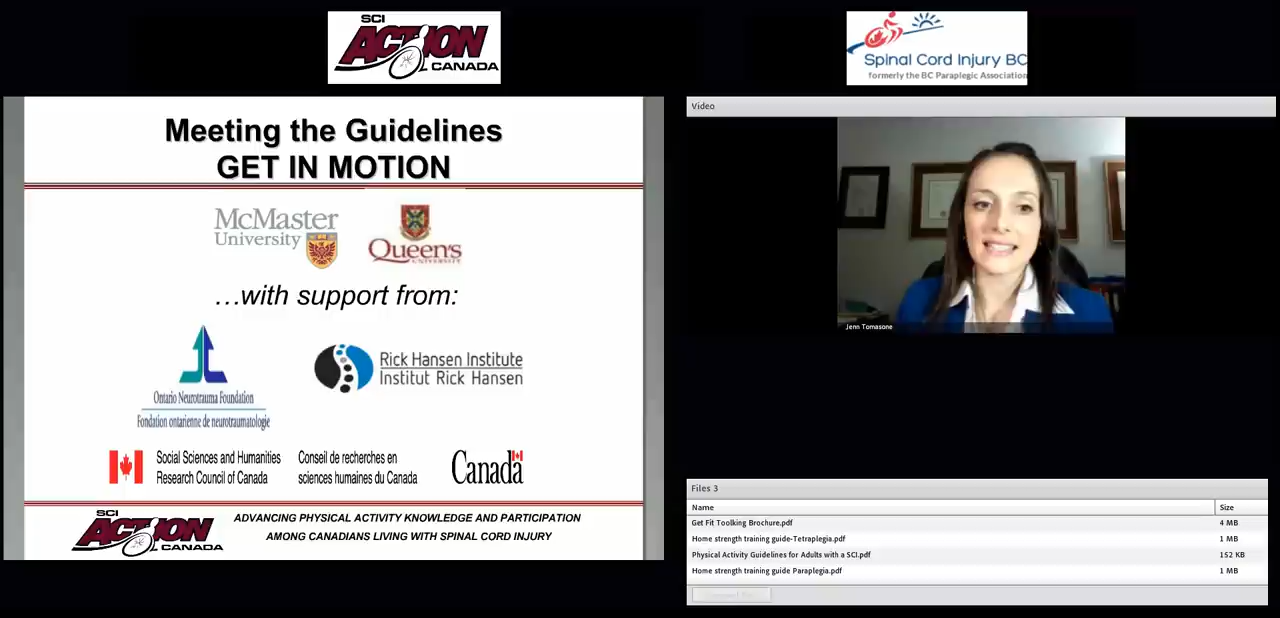 SCI
ACTION
CANADA
Spinal Cord Injury BC
formerly the BC Paraplegic Association
Meeting the Guidelines
GET IN MOTION
McMaster
University
Queen's
UNIVERSITY
…with support from:
Ontario Neurotrauma Foundation
Fondation ontarienne de neurotraumatologie
Rick Hansen Institute
Institut Rick Hansen
Social Sciences and Humanities
Research Council of Canada
Conseil de recherches en
sciences humaines du Canada
Canada
SCI
ACTION
CANADA
ADVANCING PHYSICAL ACTIVITY KNOWLEDGE AND PARTICIPATION
AMONG CANADIANS LIVING WITH SPINAL CORD INJURY
Video
Jenn Tomasone
Files 3
Name Size
Get Fit Toolking Brochure.pdf 4 MB
Home strength training guide-Tetraplegia.pdf 1 MB
Physical Activity Guidelines for Adults with a SCI.pdf 152 KB
Home strength training guide Paraplegia.pdf 1 MB